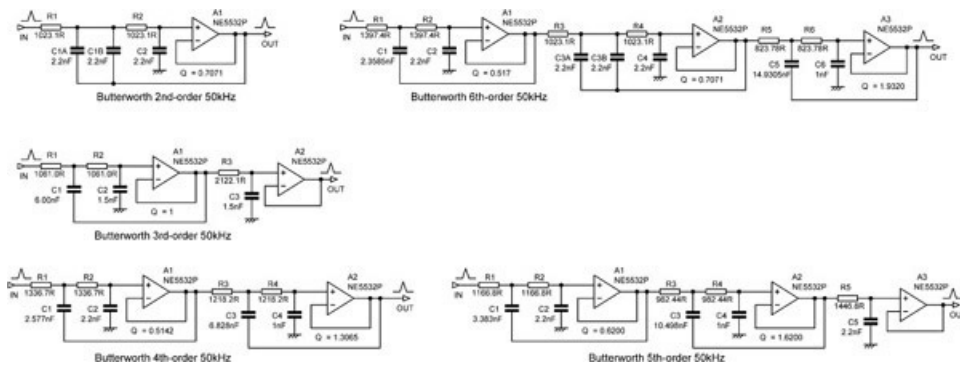 R1 R2 A1
NE5532P
IN 1023.1R 1023.1R
OUT
C1A C1B C2
2.2nF 2.2nF 2.2nF
Q = 0.7071
Butterworth 2nd-order 50kHz
R1 R2 A1
NE5532P
IN 1397.4R 1397.4R
C1 C2
2.3585nF 2.2nF
Q = 0.517
R3 R4 A2
NE5532P
1023.1R 1023.1R
C3A C3B C4
2.2nF 2.2nF 2.2nF
Q = 0.7071
R5 R6 A3
NE5532P
823.78R 823.78R
OUT
C5 C6
14.9305nF 1nF
Q = 1.9320
Butterworth 6th-order 50kHz
R1 R2 A1
NE5532P
IN 1061.0R 1061.0R
C1 C2
6.00nF 1.5nF
Q = 1
R3 A2
NE5532P
2122.1R
OUT
C3
1.5nF
Butterworth 3rd-order 50kHz
R1 R2 A1
NE5532P
IN 1336.7R 1336.7R
C1 C2
2.577nF 2.2nF
Q = 0.5142
R3 R4 A2
NE5532P
1218.2R 1218.2R
OUT
C3 C4
6.828nF 1nF
Q = 1.3065
Butterworth 4th-order 50kHz
R1 R2 A1
NE5532P
IN 1166.8R 1166.8R
C1 C2
3.383nF 2.2nF
Q = 0.6200
R3 R4 A2
NE5532P
982.44R 982.44R
C3 C4
10.498nF 1nF
Q = 1.6200
R5 A3
NE5532P
1446.8R
C5
2.2nF
Butterworth 5th-order 50kHz